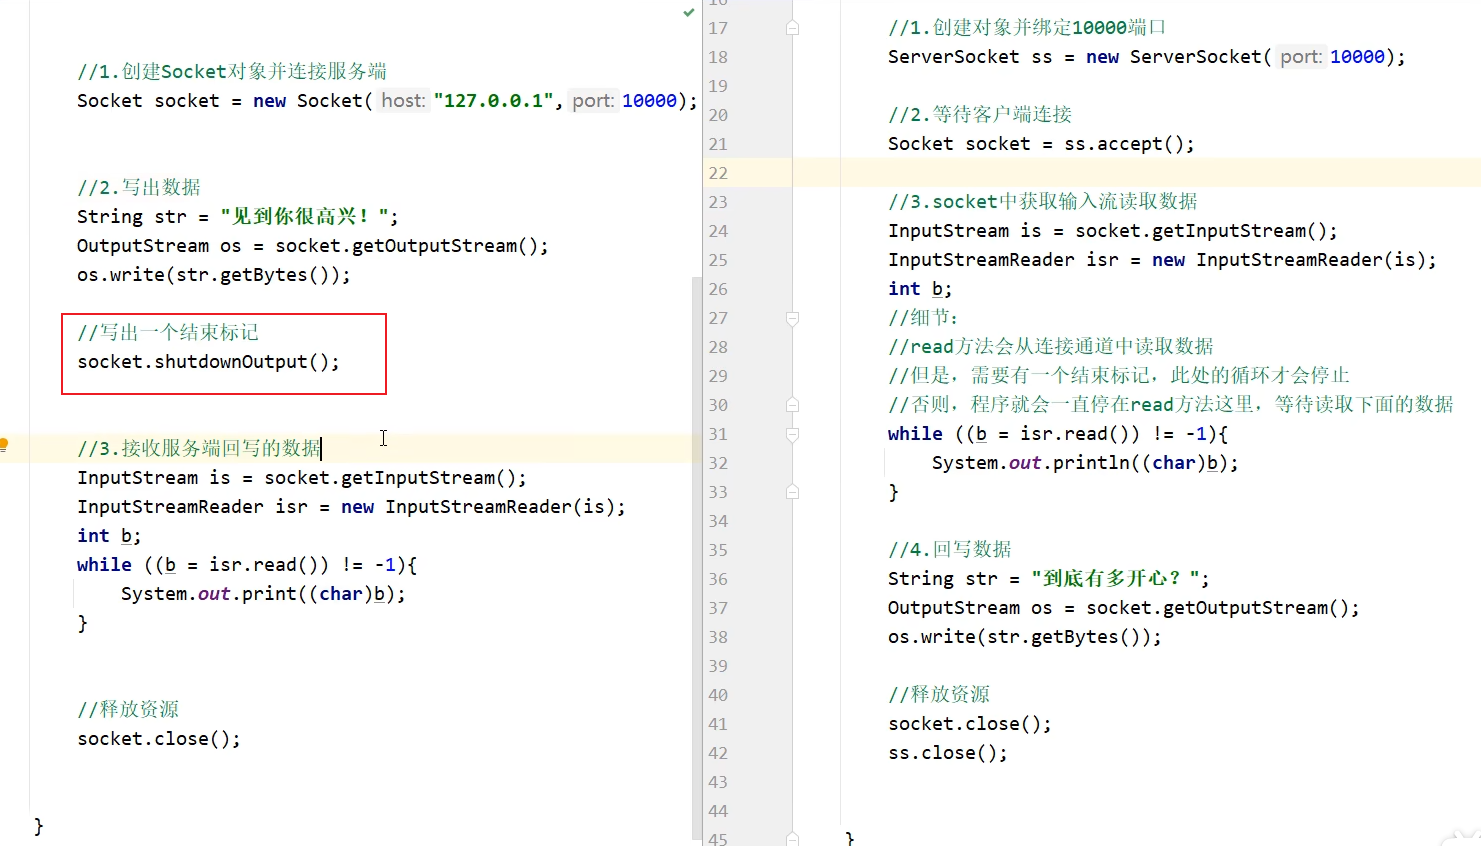 //1.创建Socket对象并连接服务端
Socket socket = new Socket( host: "127.0.0.1", port: 10000);
//2.写出数据
String str = "见到你很高兴！";
OutputStream os = socket.getOutputStream();
os.write(str.getBytes());
//写出一个结束标记
socket.shutdownOutput();
//3.接收服务端回写的数据
InputStream is = socket.getInputStream();
InputStreamReader isr = new InputStreamReader(is);
int b;
while ((b = isr.read()) != -1){
System.out.print((char)b);
}
//释放资源
socket.close();
}
16
17 //1.创建对象并绑定10000端口
18 ServerSocket ss = new ServerSocket( port: 10000);
19
20 //2.等待客户端连接
21 Socket socket = ss.accept();
22
23 //3.socket中获取输入流读取数据
24 InputStream is = socket.getInputStream();
25 InputStreamReader isr = new InputStreamReader(is);
26 int b;
27 //细节：
28 //read方法会从连接通道中读取数据
29 //但是，需要有一个结束标记，此处的循环才会停止
30 //否则，程序就会一直停在read方法这里，等待读取下面的数据
31 while ((b = isr.read()) != -1){
32 System.out.println((char)b);
33 }
34
35 //4.回写数据
36 String str = "到底有多开心？";
37 OutputStream os = socket.getOutputStream();
38 os.write(str.getBytes());
39
40 //释放资源
41 socket.close();
42 ss.close();
43
44
45 }